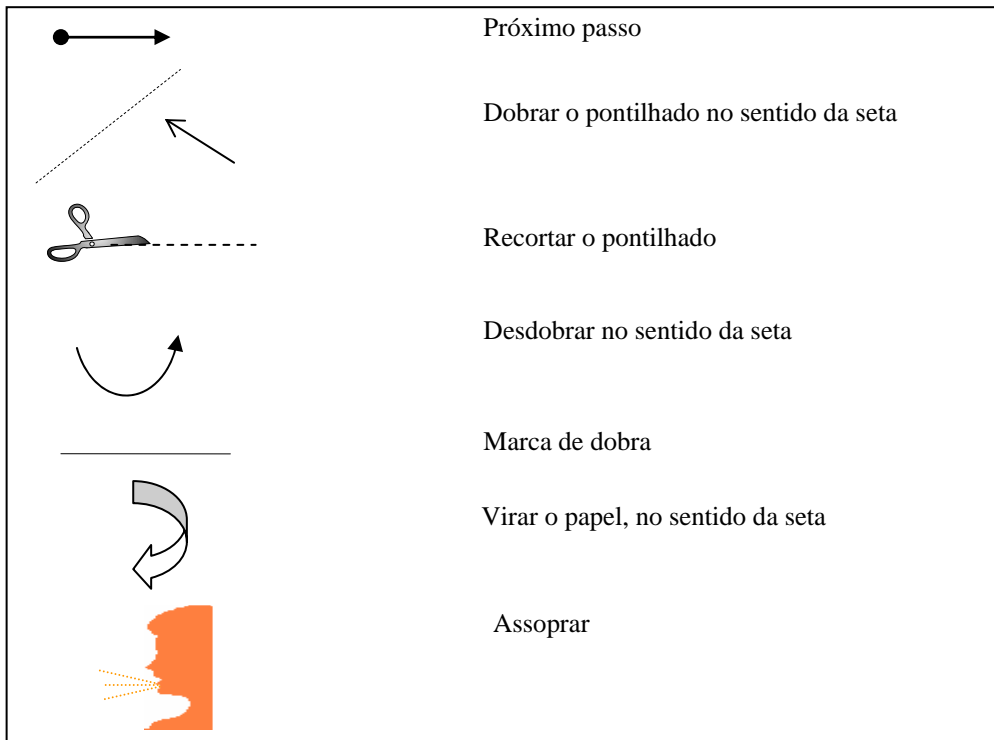 Próximo passo
Dobrar o pontilhado no sentido da seta
Recortar o pontilhado
Desdobrar no sentido da seta
Marca de dobra
Virar o papel, no sentido da seta
Assoprar